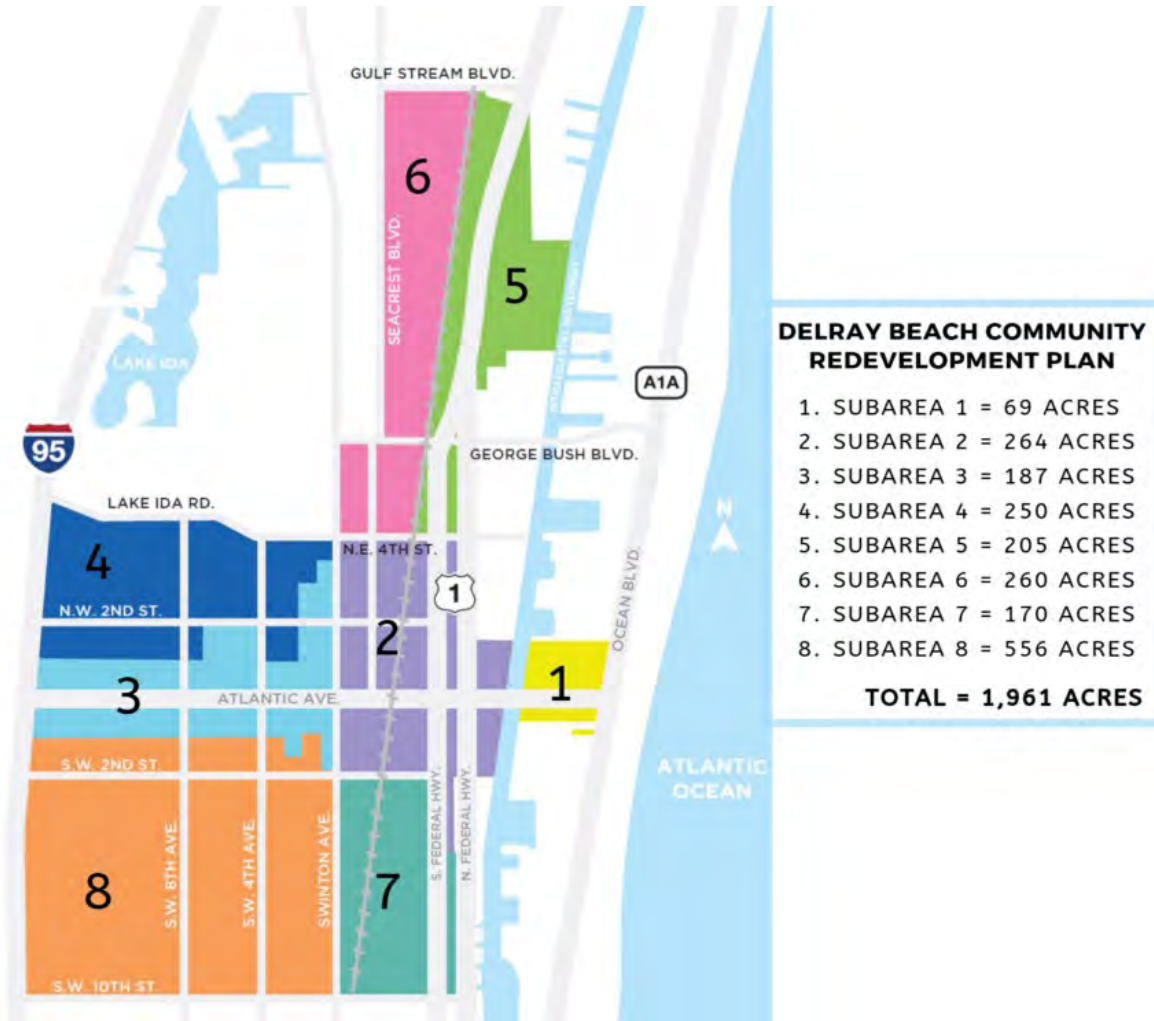 GULF STREAM BLVD.
6
SEACREST BLVD.
5
INTRACOASTAL WATERWAY
LAKE IDA
A1A
95
GEORGE BUSH BLVD.
LAKE IDA RD.
N
4
N.E. 4TH ST.
1
N.W. 2ND ST.
2
OCEAN BLVD.
3
ATLANTIC AVE.
1
S.W. 2ND ST.
ATLANTIC
OCEAN
8
S.W. 8TH AVE.
S.W. 4TH AVE.
SWINTON AVE.
7
S. FEDERAL HWY.
N. FEDERAL HWY.
S.W. 10TH ST.
DELRAY BEACH COMMUNITY
REDEVELOPMENT PLAN
1. SUBAREA 1 = 69 ACRES
2. SUBAREA 2 = 264 ACRES
3. SUBAREA 3 = 187 ACRES
4. SUBAREA 4 = 250 ACRES
5. SUBAREA 5 = 205 ACRES
6. SUBAREA 6 = 260 ACRES
7. SUBAREA 7 = 170 ACRES
8. SUBAREA 8 = 556 ACRES
TOTAL = 1,961 ACRES